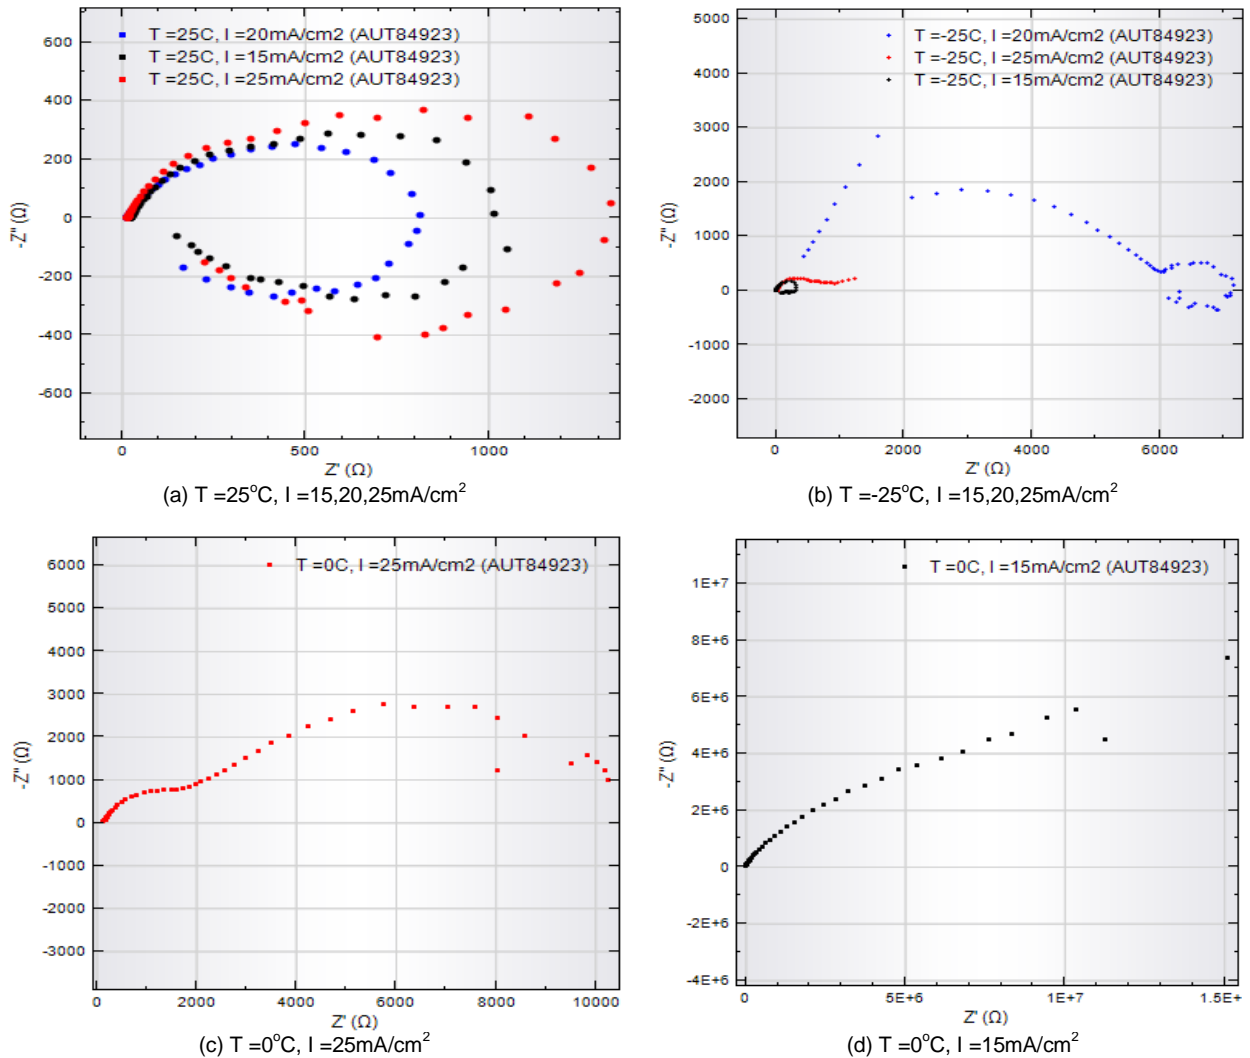 T =25C, I =20mA/cm2 (AUT84923)
T =25C, I =15mA/cm2 (AUT84923)
T =25C, I =25mA/cm2 (AUT84923)
600
400
200
0
-200
-400
-600
-Z'' (Ω)
0
500
1000
Z' (Ω)
(a) T =25°C, I =15,20,25mA/cm²
T =-25C, I =20mA/cm2 (AUT84923)
T =-25C, I =25mA/cm2 (AUT84923)
T =-25C, I =15mA/cm2 (AUT84923)
5000
4000
3000
2000
1000
0
-1000
-2000
-Z'' (Ω)
0
2000
4000
6000
Z' (Ω)
(b) T =-25°C, I =15,20,25mA/cm²
T =0C, I =25mA/cm2 (AUT84923)
6000
5000
4000
3000
2000
1000
0
-1000
-2000
-3000
-Z'' (Ω)
0
2000
4000
6000
8000
10000
Z' (Ω)
(c) T =0°C, I =25mA/cm²
T =0C, I =15mA/cm2 (AUT84923)
1E+7
8E+6
6E+6
4E+6
2E+6
0
-2E+6
-4E+6
-Z'' (Ω)
0
5E+6
1E+7
1.5E+
Z' (Ω)
(d) T =0°C, I =15mA/cm²